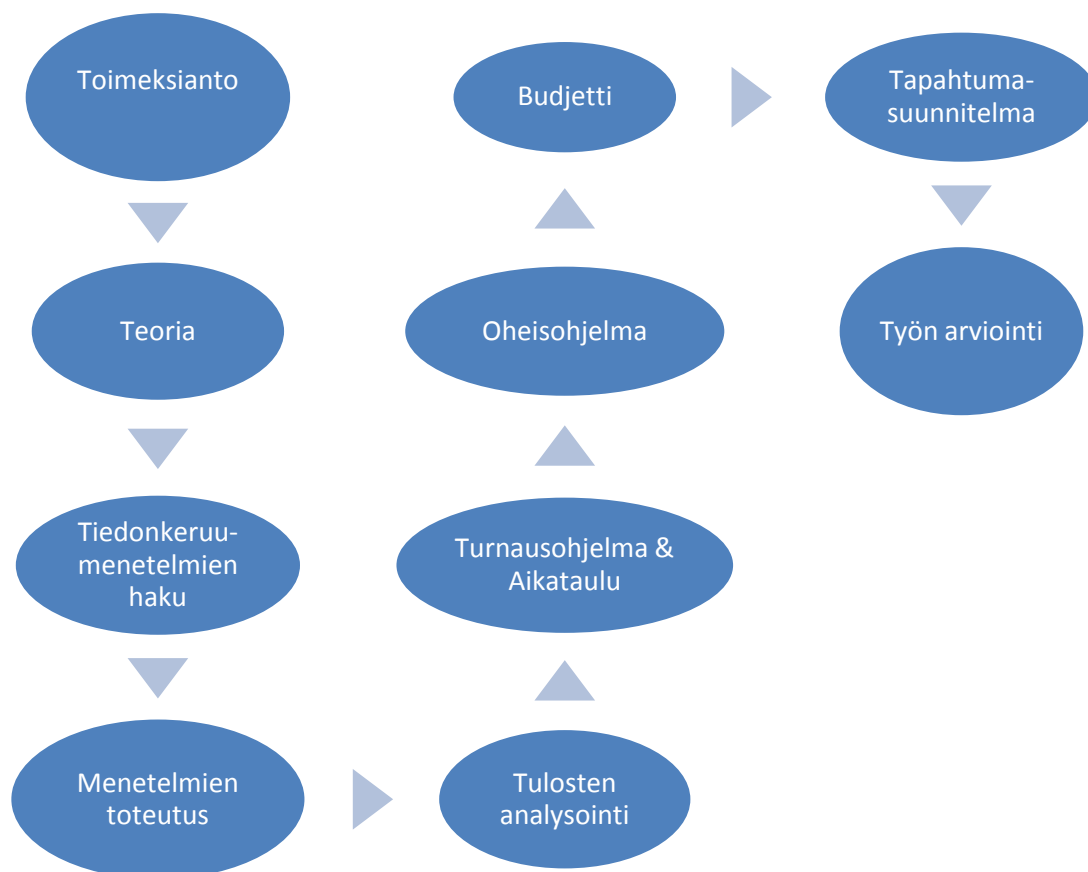 Toimeksianto
Teoria
Tiedonkeruu-
menetelmien
haku
Menetelmien
toteutus
Tulosten
analysointi
Turnausohjelma &
Aikataulu
Oheisohjelma
Budjetti
Tapahtuma-
suunnitelma
Työn arviointi